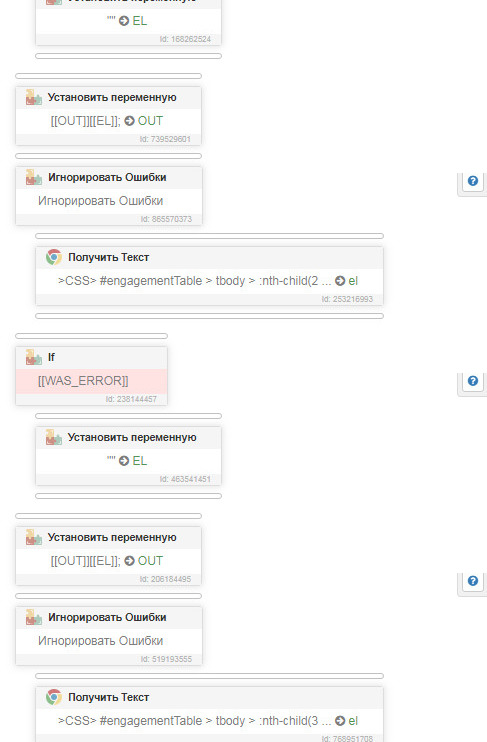 Установить переменную
"" EL
Id: 168262524
Установить переменную
[[OUT]][[EL]]; OUT
Id: 739529601
Игнорировать Ошибки
Игнорировать Ошибки
Id: 865570373
Получить Текст
>CSS> #engagementTable > tbody > :nth-child(2 ... el
Id: 253216993
If
[[WAS_ERROR]]
Id: 238144457
Установить переменную
"" EL
Id: 463541451
Установить переменную
[[OUT]][[EL]]; OUT
Id: 206184495
Игнорировать Ошибки
Игнорировать Ошибки
Id: 519193555
Получить Текст
>CSS> #engagementTable > tbody > :nth-child(3 ... el
Id: 768951708